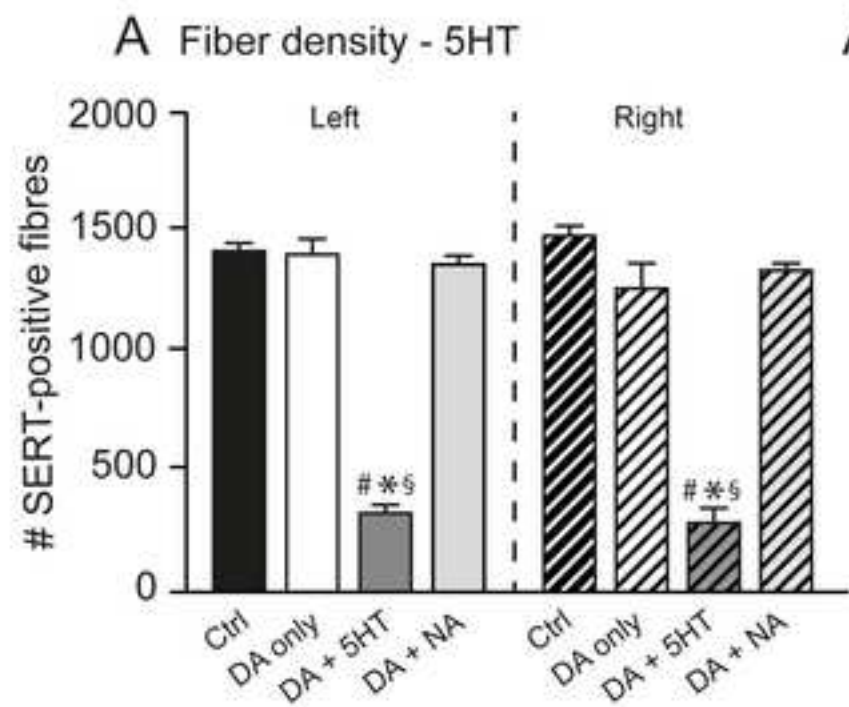 A Fiber density - 5HT
Left
Right
# SERT-positive fibres
2000
1500
1000
500
0
# * §
# * §
Ctrl
DA only
DA + 5HT
DA + NA
Ctrl
DA only
DA + 5HT
DA + NA